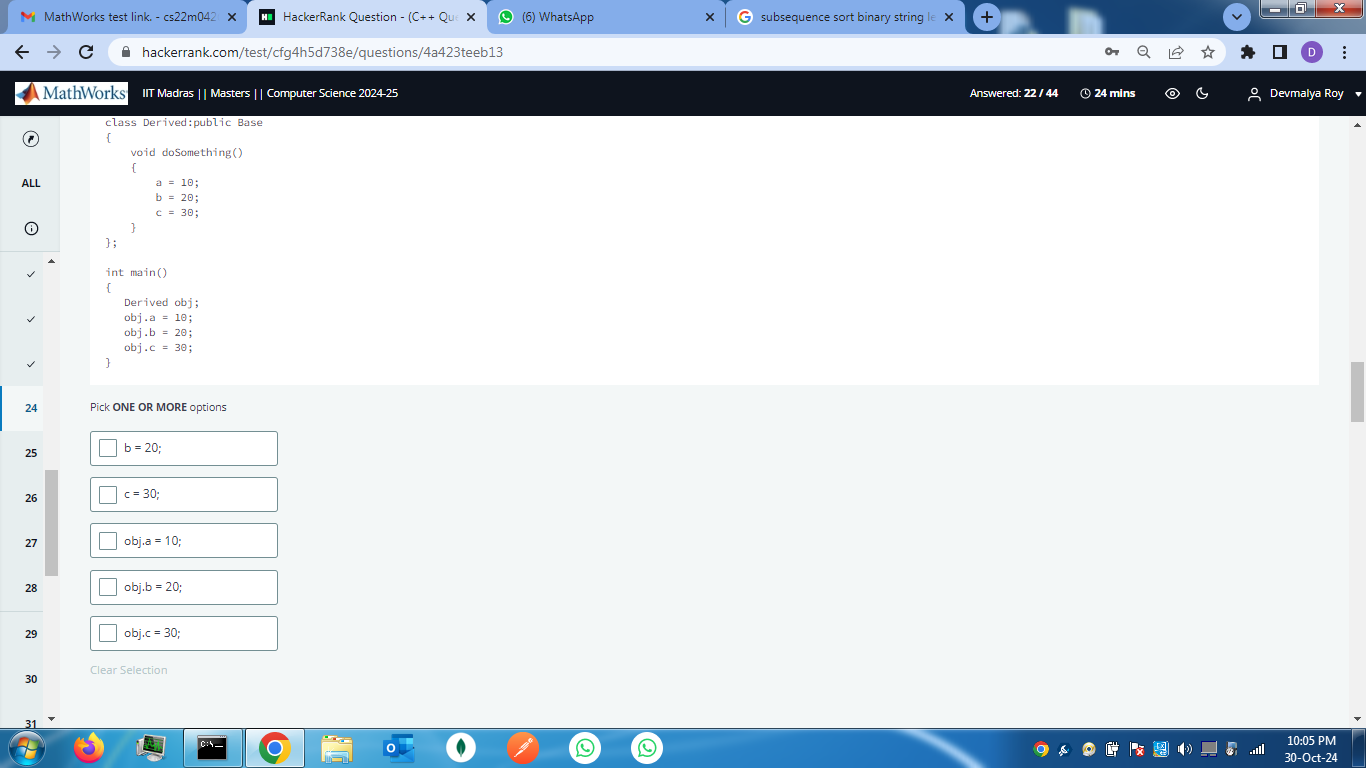 MathWorks test link. - cs22m042
HackerRank Question - (C++ Qu
(6) WhatsApp
subsequence sort binary string le
hackerrank.com/test/cfg4h5d738e/questions/4a423teeb13
D
MathWorks
IIT Madras || Masters || Computer Science 2024-25
Answered: 22 / 44
24 mins
Devmalya Roy
ALL
24
25
26
27
28
29
30
31
class Derived:public Base
{
void doSomething()
{
a = 10;
b = 20;
c = 30;
}
};
int main()
{
Derived obj;
obj.a = 10;
obj.b = 20;
obj.c = 30;
}
Pick ONE OR MORE options
b = 20;
c = 30;
obj.a = 10;
obj.b = 20;
obj.c = 30;
Clear Selection
10:05 PM
30-Oct-24